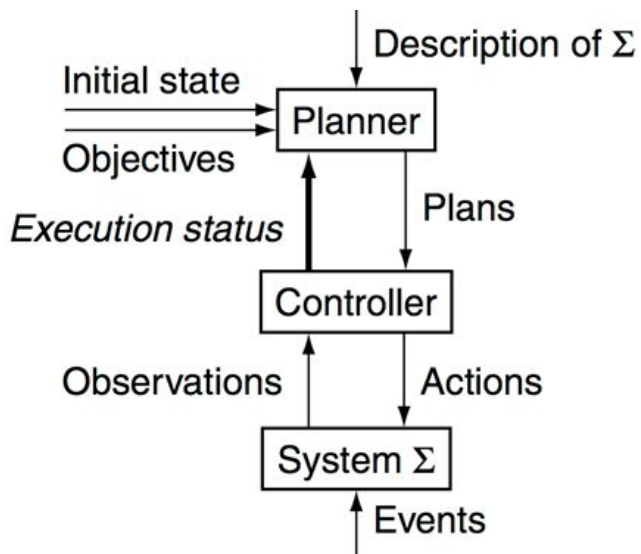 Description of Σ
Initial state
Planner
Objectives
Plans
Execution status
Controller
Observations
Actions
System Σ
Events